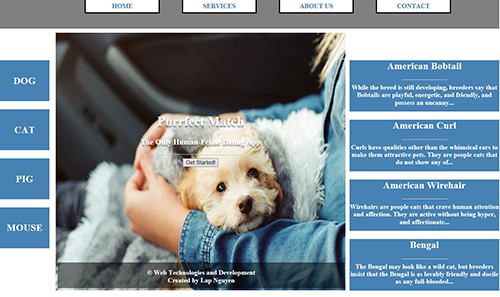 HOME SERVICES ABOUT US CONTACT
DOG
CAT
PIG
MOUSE
Purrfect Match
The Only Human-Feline Dating App
Get Started!
© Web Technologies and Development
Created by Lap Nguyen
American Bobtail
While the breed is still developing, breeders say that
Bobtails are playful, energetic, and friendly, and
possess an uncanny...
American Curl
Curls have qualities other than the whimsical ears to
make them attractive pets. They are people cats that
do not show any of...
American Wirehair
Wirehairs are people cats that crave human attention
and affection. They are active without being hyper,
and affectionate...
Bengal
The Bengal may look like a wild cat, but breeders
insist that the Bengal is as lovably friendly and docile
as any full-blooded...